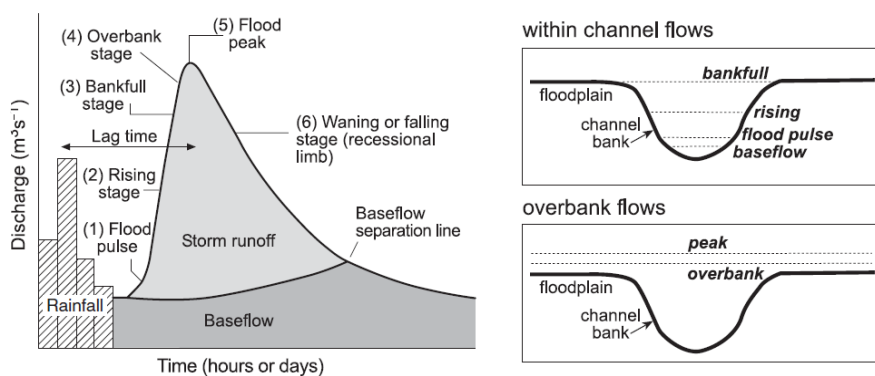 (5) Flood
peak
(4) Overbank
stage
(3) Bankfull
stage
Lag time
(6) Waning or falling
stage (recessional
limb)
(2) Rising
stage
(1) Flood
pulse
Storm runoff
Baseflow
separation line
Rainfall
Baseflow
Discharge (m³s⁻¹)
Time (hours or days)
within channel flows
bankfull
floodplain
rising
channel
bank
flood pulse
baseflow
overbank flows
peak
overbank
floodplain
channel
bank